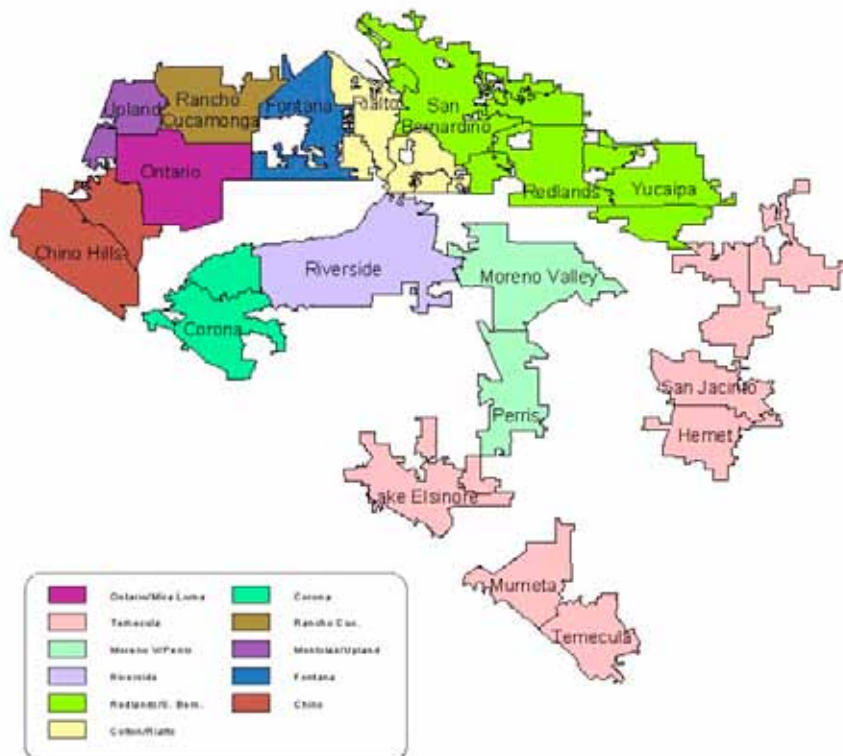 Upland
Rancho
Cucamonga
Fontana
Rialto
San
Bernardino
Ontario
Redlands
Yucaipa
Chino Hills
Riverside
Moreno Valley
Corona
San Jacinto
Perris
Hemet
Lake Elsinore
Murrieta
Temecula
Ontario/Mira Loma
Corona
Temecula
Rancho Cuc.
Moreno V/Perris
Montclair/Upland
Riverside
Fontana
Redlands/S. Bern.
Chino
Colton/Rialto